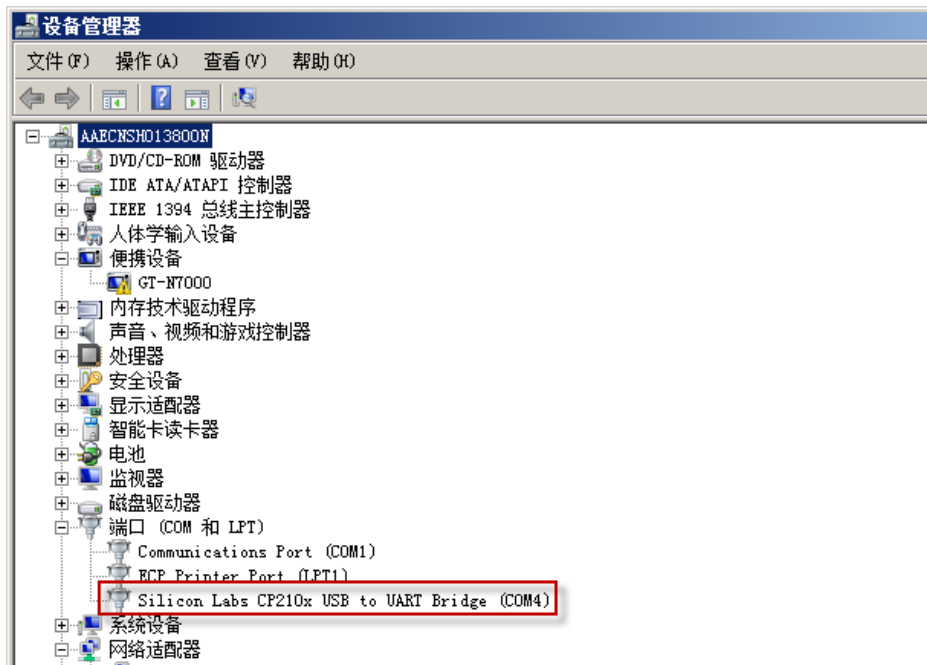 设备管理器
文件(F) 操作(A) 查看(V) 帮助(H)
AAECNSH013800N
DVD/CD-ROM 驱动器
IDE ATA/ATAPI 控制器
IEEE 1394 总线主控制器
人体学输入设备
便携设备
GT-N7000
内存技术驱动程序
声音、视频和游戏控制器
处理器
安全设备
显示适配器
智能卡读卡器
电池
监视器
磁盘驱动器
端口 (COM 和 LPT)
Communications Port (COM1)
ECP Printer Port (LPT1)
Silicon Labs CP210x USB to UART Bridge (COM4)
系统设备
网络适配器